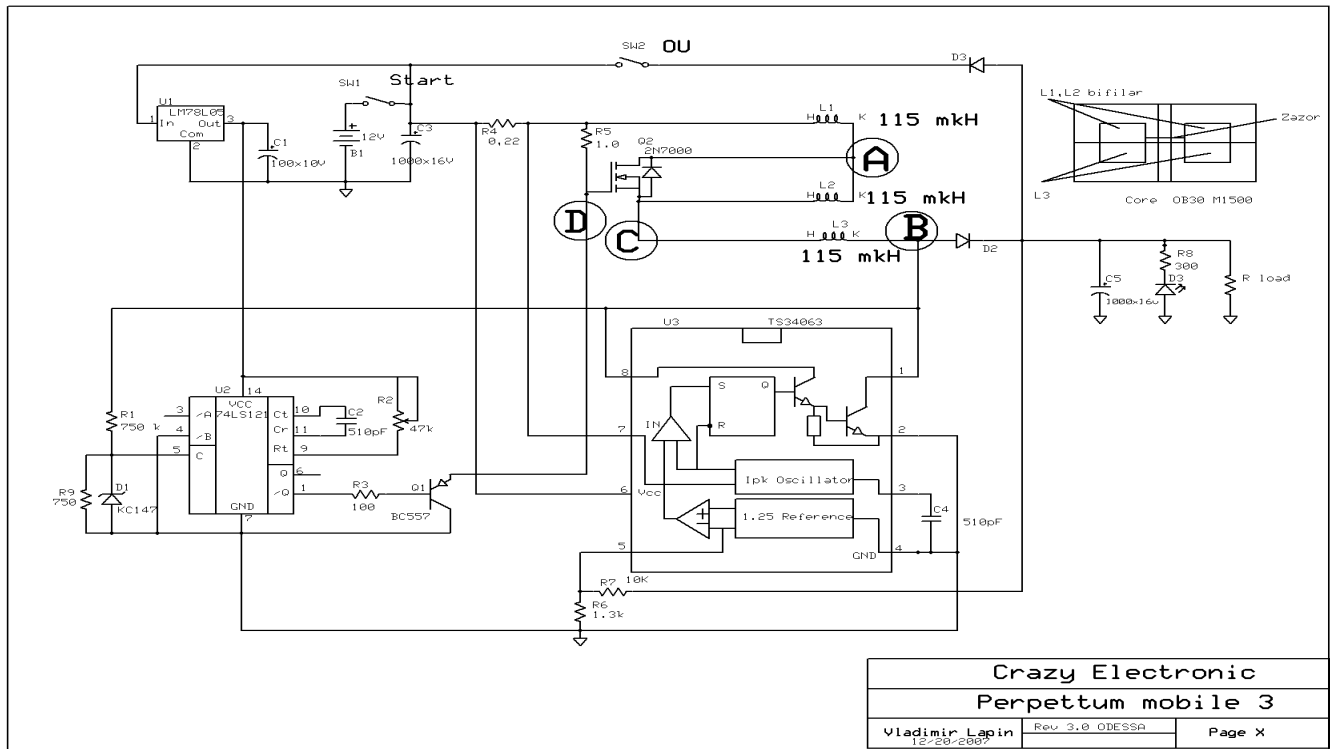 SW2 OU
D3
SW1 Start
U1
LM78L05
1 In Out 3
Com
2
C1
100x10V
12V
B1
C3
1000x16V
R4
0,22
R5
1.0
Q2
2N7000
L1
H K 115 mkH
A
L2
H K 115 mkH
L3
H K
115 mkH
B
C
D
D2
L1,L2 bifilar
Zazor
L3
Core OB30 M1500
R8
300
D3
C5
1000x16v
R load
U3 TS34063
8
1
S Q
R
IN
7
2
Ipk Oscillator
3
6 Vcc
1.25 Reference
C4
510pF
5
GND 4
R7 10K
R6
1.3k
R1
750 k
R9
750
D1
KC147
U2 14
VCC
74LS121
3 /A
4 /B
5 C
Ct 10
Cr 11
Rt 9
Q 6
/Q 1
GND
7
C2
510pF
R2
47k
R3
100
Q1
BC557
Crazy Electronic
Perpettum mobile 3
Vladimir Lapin
12/20/2007
Rev 3.0 ODESSA
Page X